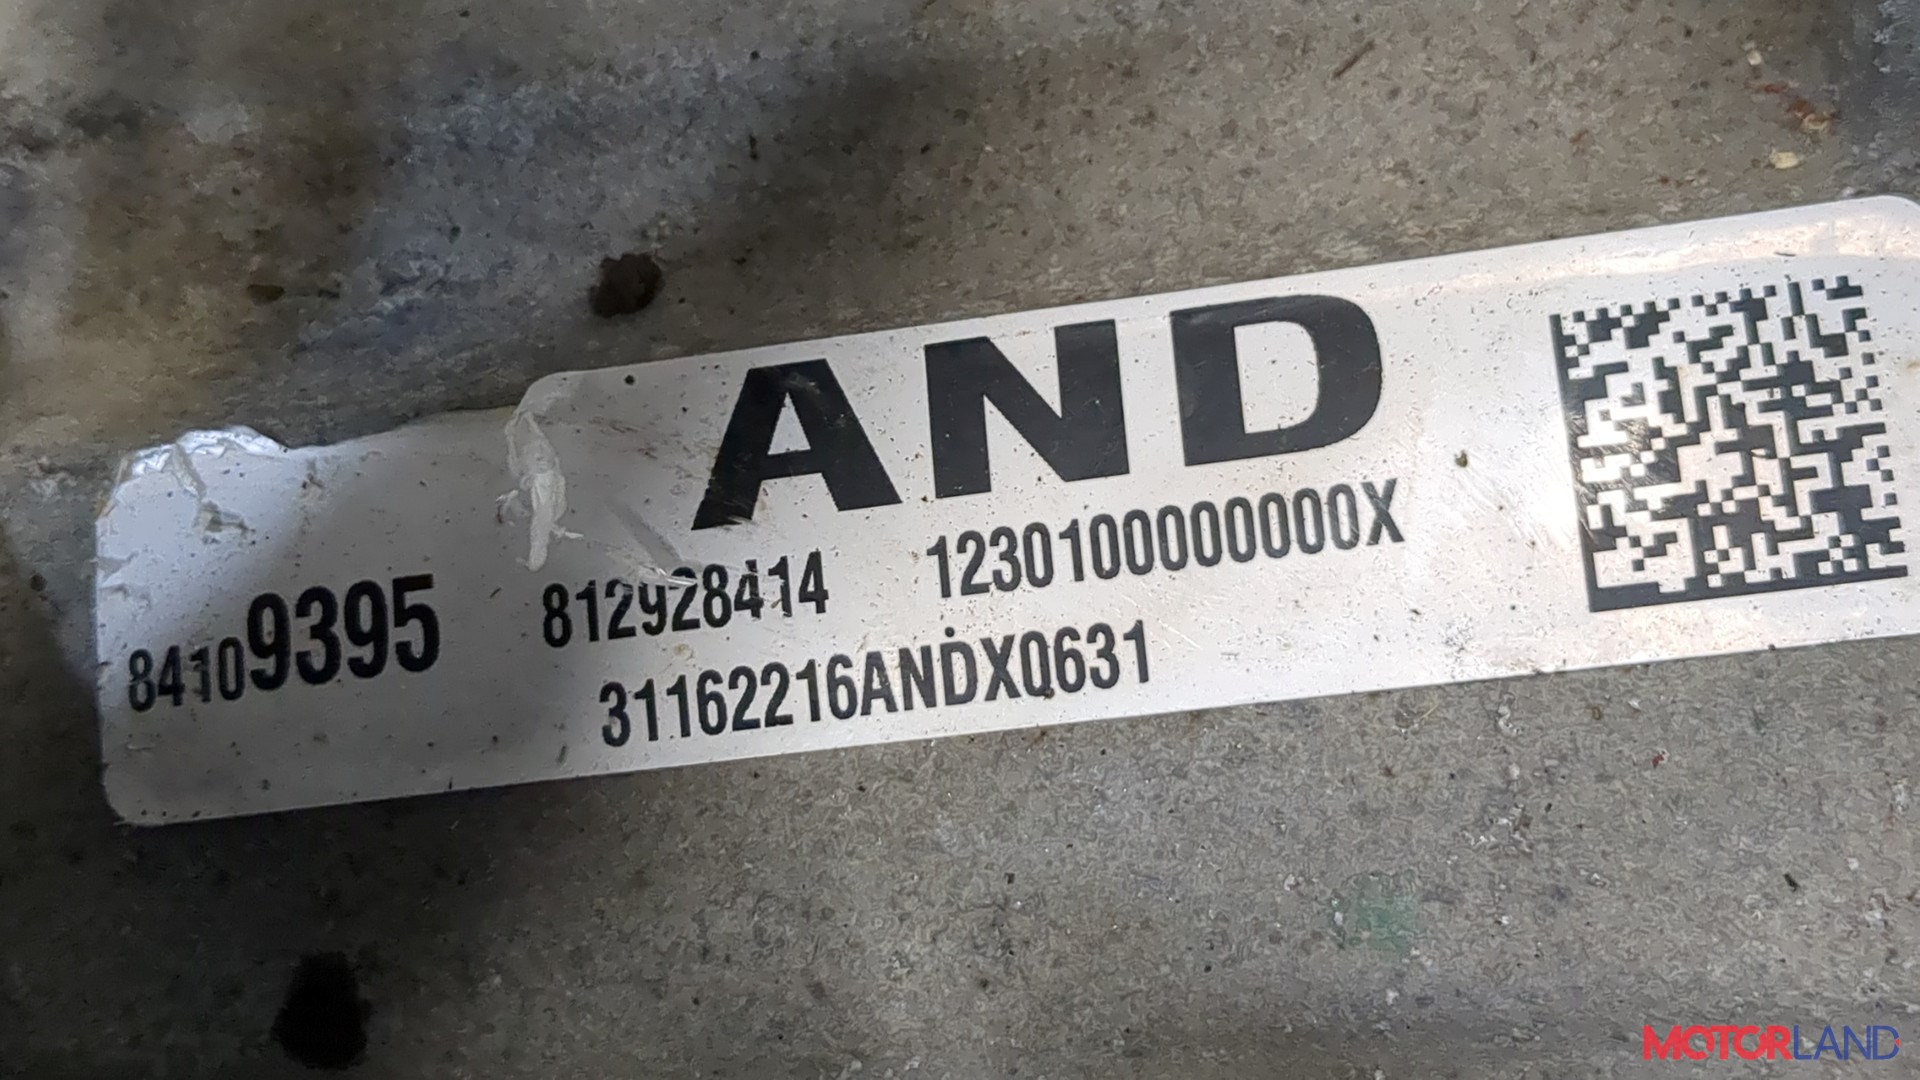 AND
84109395 812928414 1230100000000X
31162216ANDXQ631
MOTORLAND